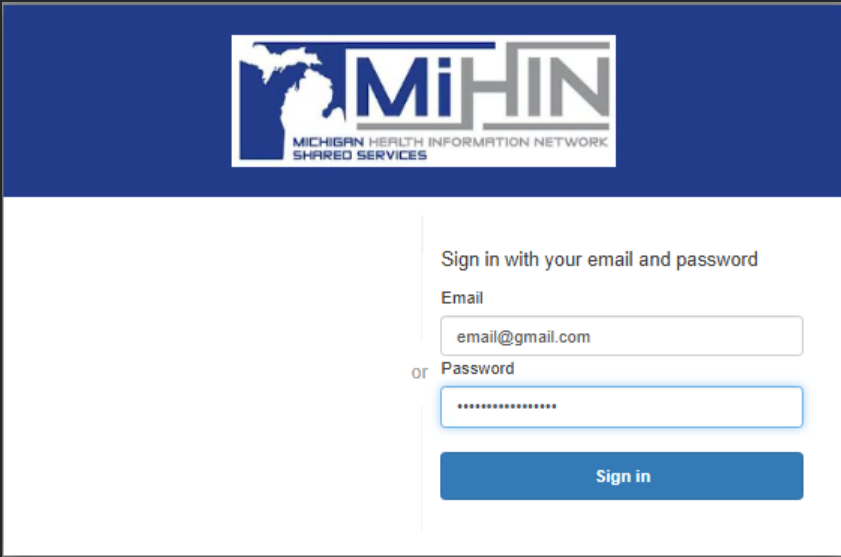 MiHIN
MICHIGAN HEALTH INFORMATION NETWORK
SHARED SERVICES
Sign in with your email and password
Email
email@gmail.com
or
Password
•••••••••••••••••
Sign in